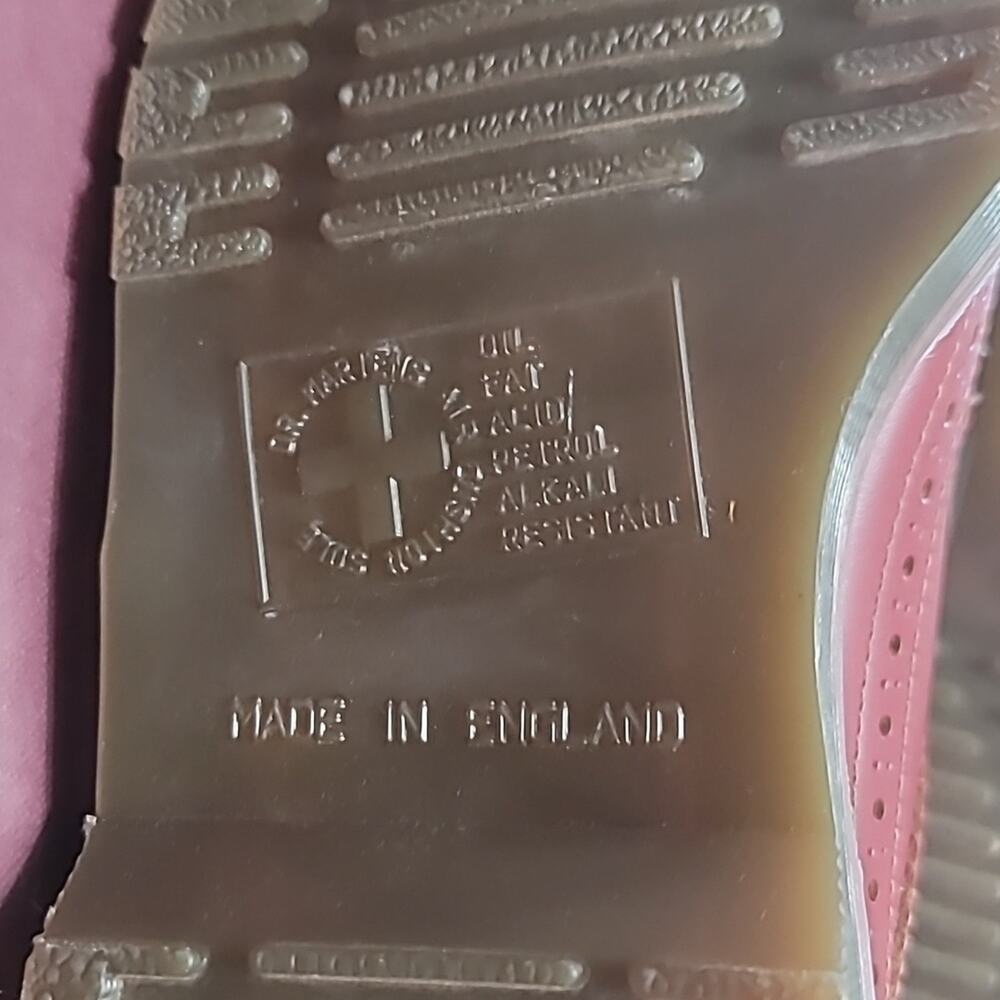 DR. MARTENS AIR CUSHION SOLE
OIL
FAT
ACID
PETROL
ALKALI
RESISTANT
MADE IN ENGLAND